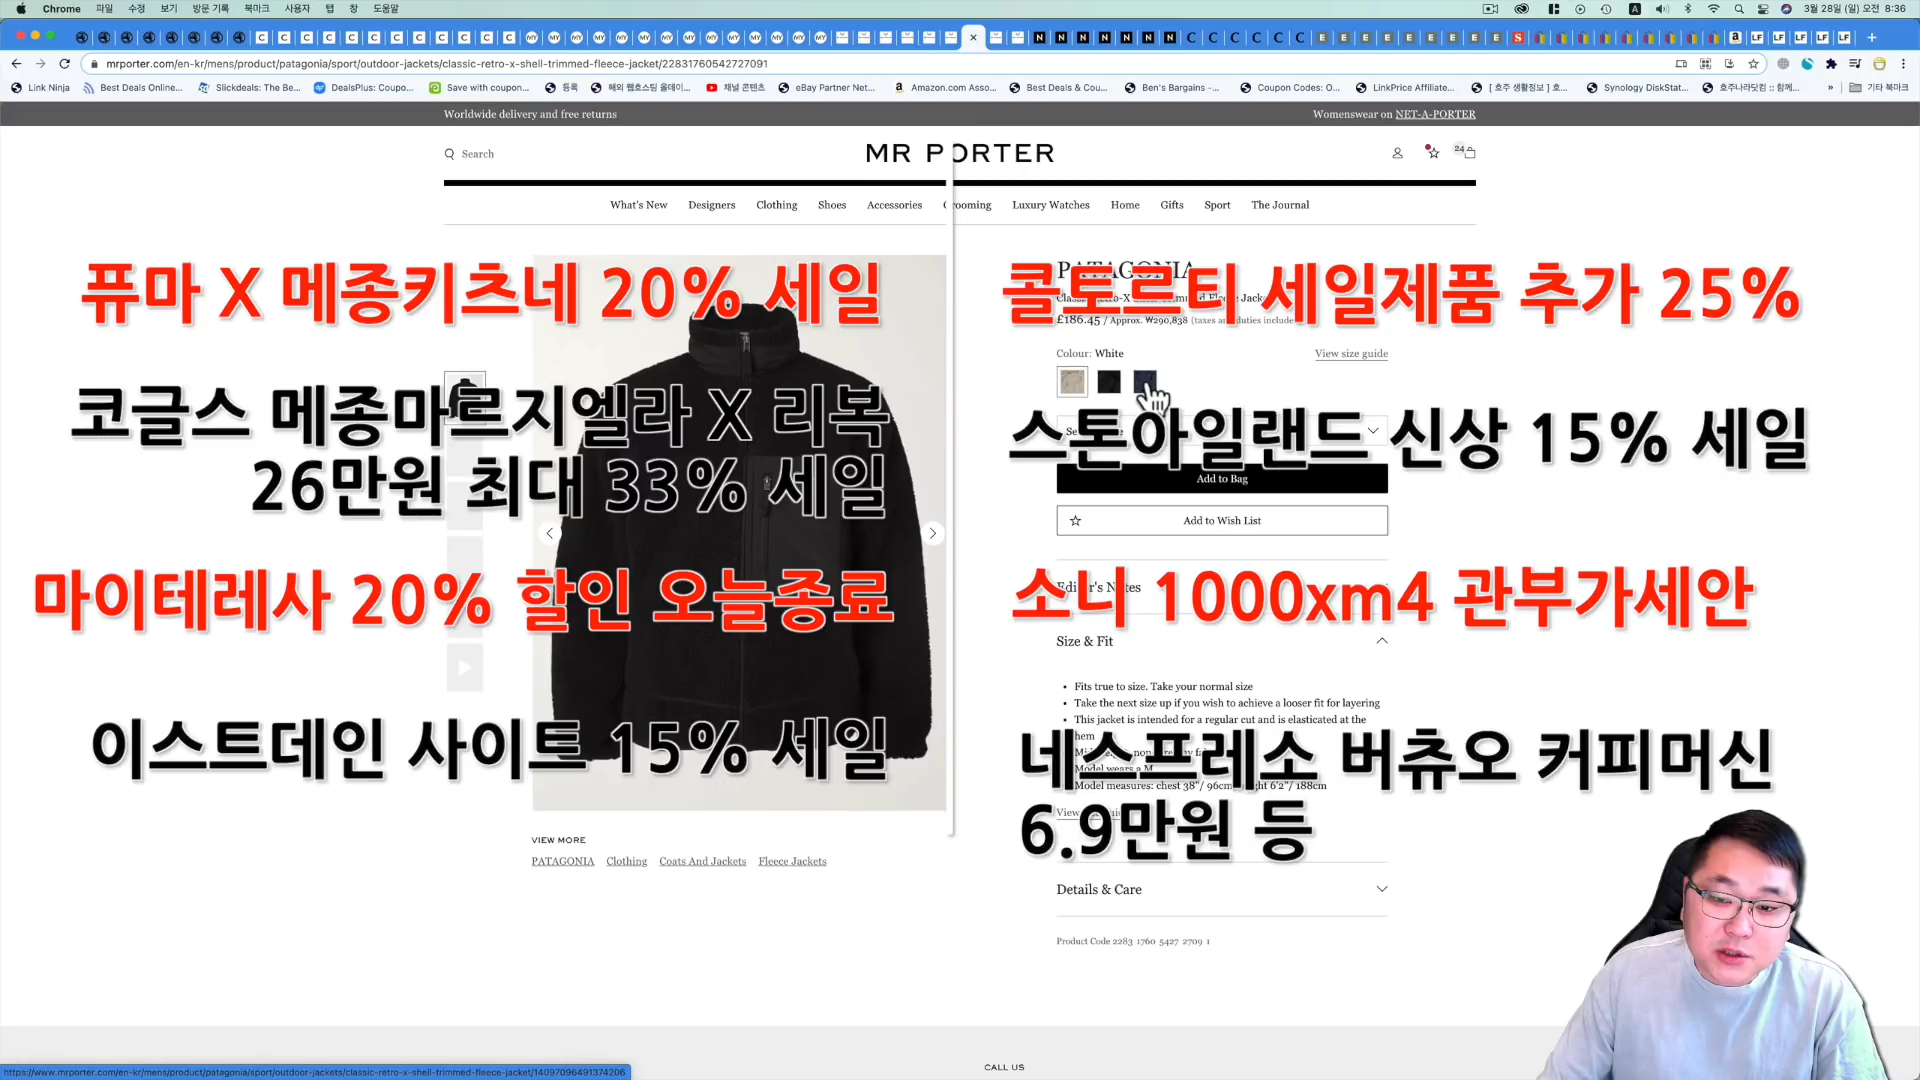 Chrome 파일 수정 보기 방문 기록 북마크 사용자 탭 창 도움말 3월 28일 (일) 오전 8:36
mrporter.com/en-kr/mens/product/patagonia/sport/outdoor-jackets/classic-retro-x-shell-trimmed-fleece-jacket/22831760542727091
Link Ninja Best Deals Online... Slickdeals: The Be... DealsPlus: Coupo... Save with coupon... 등록 해외 웹호스팅 올데이... 채널 콘텐츠 eBay Partner Net... Amazon.com Asso... Best Deals & Cou... Ben's Bargains -... Coupon Codes: O... LinkPrice Affiliate... [ 호주 생활정보 ] 호... Synology DiskStat... 호주나라닷컴 :: 함께... » 기타 북마크
Worldwide delivery and free returns
Womenswear on NET-A-PORTER
Search
MR PORTER
24
What's New Designers Clothing Shoes Accessories Grooming Luxury Watches Home Gifts Sport The Journal
퓨마 X 메종키츠네 20% 세일
코글스 메종마르지엘라 X 리복
26만원 최대 33% 세일
마이테레사 20% 할인 오늘종료
이스트데인 사이트 15% 세일
VIEW MORE
PATAGONIA Clothing Coats And Jackets Fleece Jackets
PATAGONIA
콜트르티 세일제품 추가 25%
£186.45 / Approx. ₩290,838 (taxes and duties include
Colour: White
View size guide
스톤아일랜드 신상 15% 세일
Add to Bag
Add to Wish List
Editor's Notes
소니 1000xm4 관부가세안
Size & Fit
Fits true to size. Take your normal size
Take the next size up if you wish to achieve a looser fit for layering
This jacket is intended for a regular cut and is elasticated at the
hem
네스프레소 버츄오 커피머신
Model wears a M
Model measures: chest 38"/ 96cm, height 6'2"/ 188cm
6.9만원 등
Details & Care
Product Code 2283 1760 5427 2709 1
CALL US
https://www.mrporter.com/en-kr/mens/product/patagonia/sport/outdoor-jackets/classic-retro-x-shell-trimmed-fleece-jacket/14097096491374206